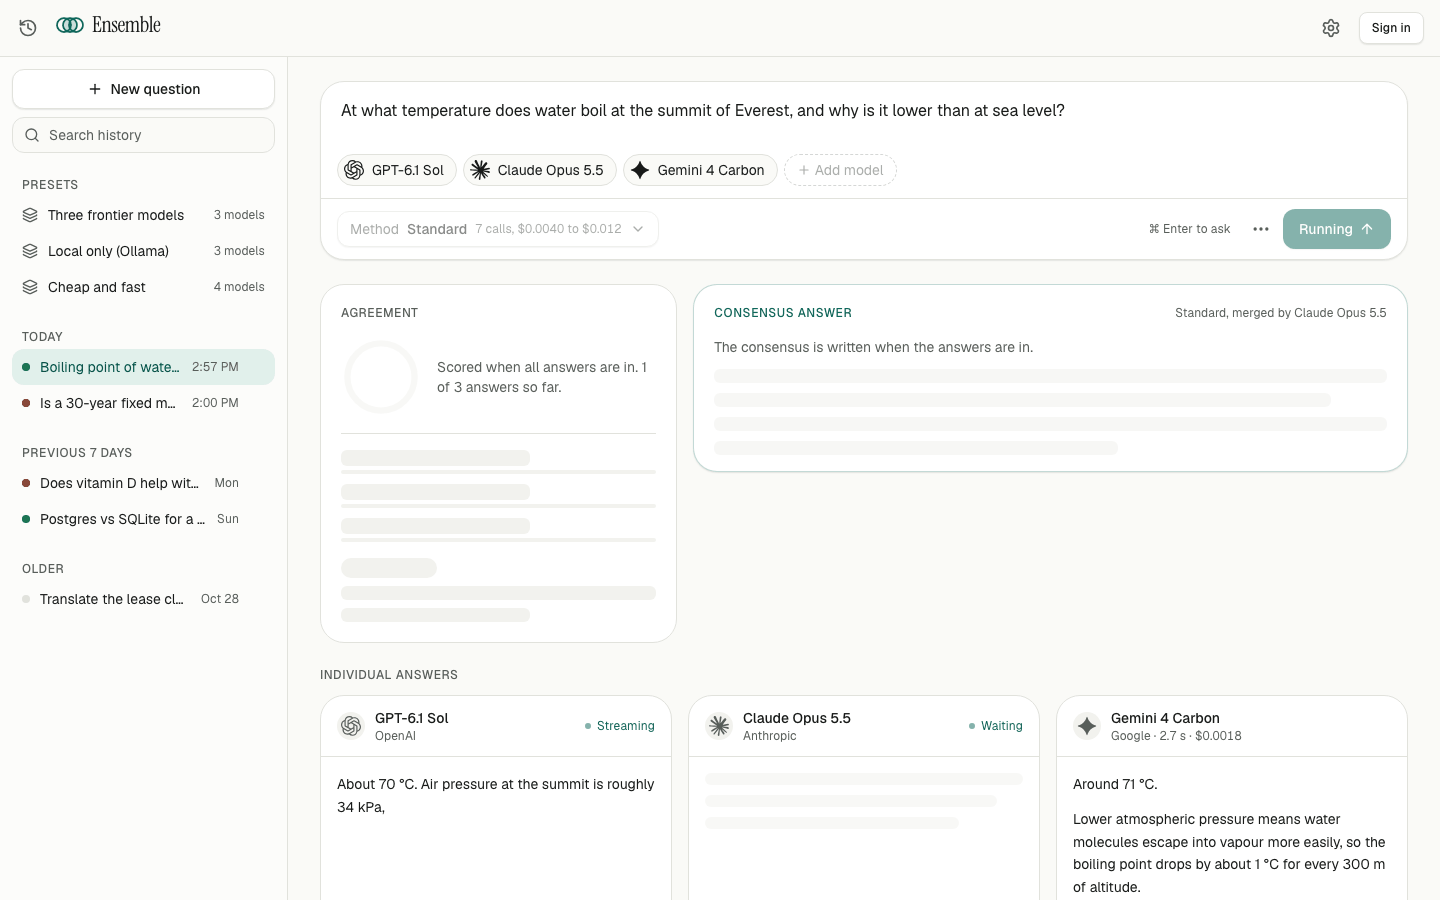 Ensemble
Sign in
New question
Search history
PRESETS
Three frontier models 3 models
Local only (Ollama) 3 models
Cheap and fast 4 models
TODAY
Boiling point of wate... 2:57 PM
Is a 30-year fixed m... 2:00 PM
PREVIOUS 7 DAYS
Does vitamin D help wit... Mon
Postgres vs SQLite for a ... Sun
OLDER
Translate the lease cl... Oct 28
At what temperature does water boil at the summit of Everest, and why is it lower than at sea level?
GPT-6.1 Sol Claude Opus 5.5 Gemini 4 Carbon + Add model
Method Standard 7 calls, $0.0040 to $0.012
⌘ Enter to ask ••• Running ↑
AGREEMENT
Scored when all answers are in. 1
of 3 answers so far.
CONSENSUS ANSWER Standard, merged by Claude Opus 5.5
The consensus is written when the answers are in.
INDIVIDUAL ANSWERS
GPT-6.1 Sol
OpenAI
Streaming
About 70 °C. Air pressure at the summit is roughly
34 kPa,
Claude Opus 5.5
Anthropic
Waiting
Gemini 4 Carbon
Google · 2.7 s · $0.0018
Around 71 °C.
Lower atmospheric pressure means water
molecules escape into vapour more easily, so the
boiling point drops by about 1 °C for every 300 m
of altitude.